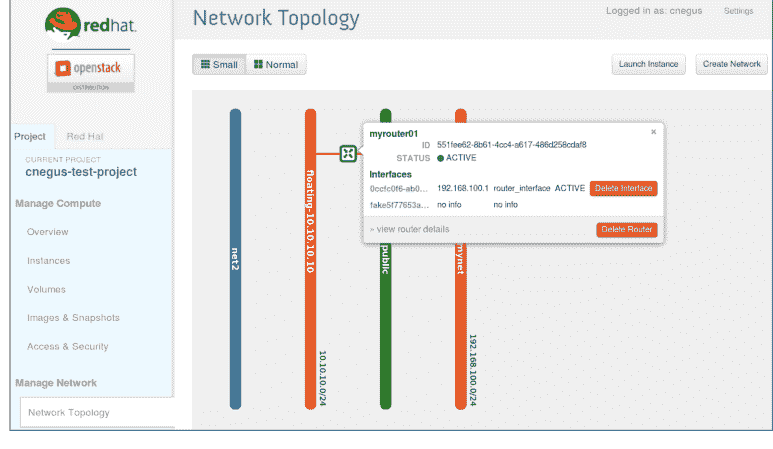 redhat.
openstack
DISTRIBUTION
Project Red Hat
CURRENT PROJECT
cnegus-test-project
Manage Compute
Overview
Instances
Volumes
Images & Snapshots
Access & Security
Manage Network
Network Topology
Network Topology
Logged in as: cnegus Settings
Small Normal
Launch Instance Create Network
net2
floating-10.10.10.10
10.10.10.0/24
public
mynet
192.168.100.0/24
myrouter01 ×
ID 551fee62-8b61-4cc4-a617-486d258cdaf8
STATUS ACTIVE
Interfaces
0ccfc0f6-ab0... 192.168.100.1 router_interface ACTIVE Delete Interface
fake5f77653a... no info no info
» view router details Delete Router